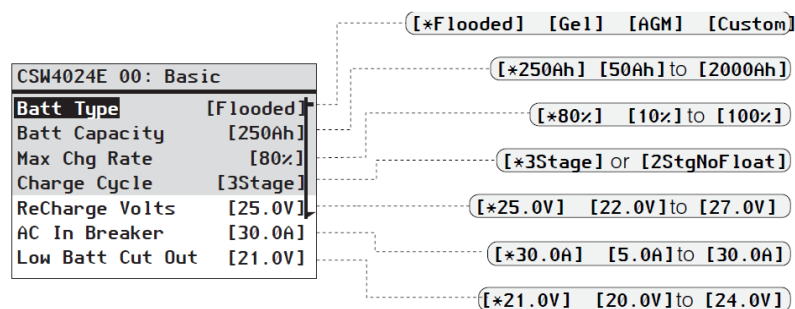 CSW4024E 00: Basic
Batt Type [Flooded]
Batt Capacity [250Ah]
Max Chg Rate [80%]
Charge Cycle [3Stage]
ReCharge Volts [25.0V]
AC In Breaker [30.0A]
Low Batt Cut Out [21.0V]
[*Flooded] [Gel] [AGM] [Custom]
[*250Ah] [50Ah] to [2000Ah]
[*80%] [10%] to [100%]
[*3Stage] or [2StgNoFloat]
[*25.0V] [22.0V] to [27.0V]
[*30.0A] [5.0A] to [30.0A]
[*21.0V] [20.0V] to [24.0V]